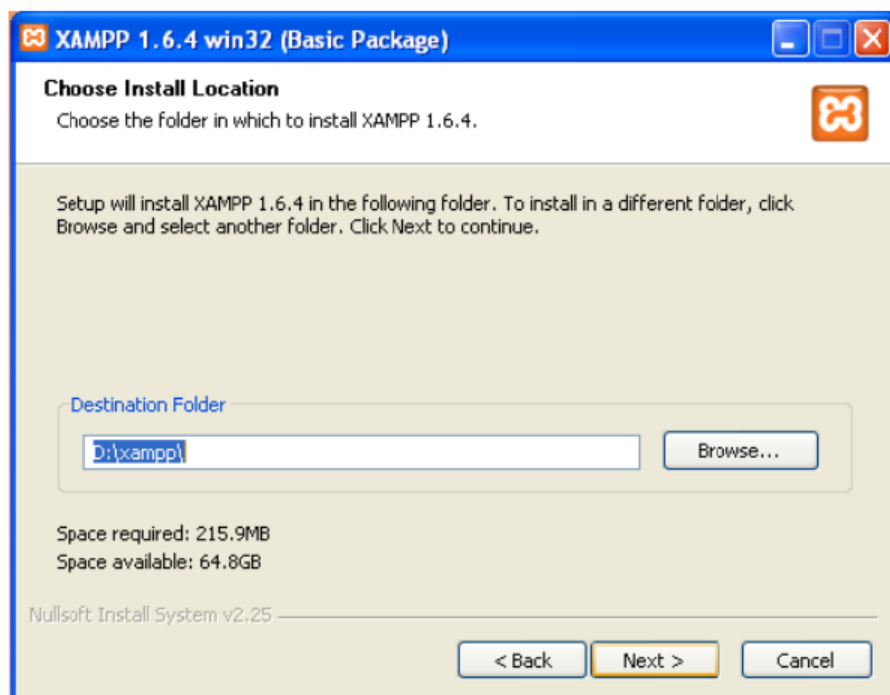 XAMPP 1.6.4 win32 (Basic Package)
Choose Install Location
Choose the folder in which to install XAMPP 1.6.4.
Setup will install XAMPP 1.6.4 in the following folder. To install in a different folder, click
Browse and select another folder. Click Next to continue.
Destination Folder
D:\xampp\
Browse...
Space required: 215.9MB
Space available: 64.8GB
Nullsoft Install System v2.25
< Back
Next >
Cancel